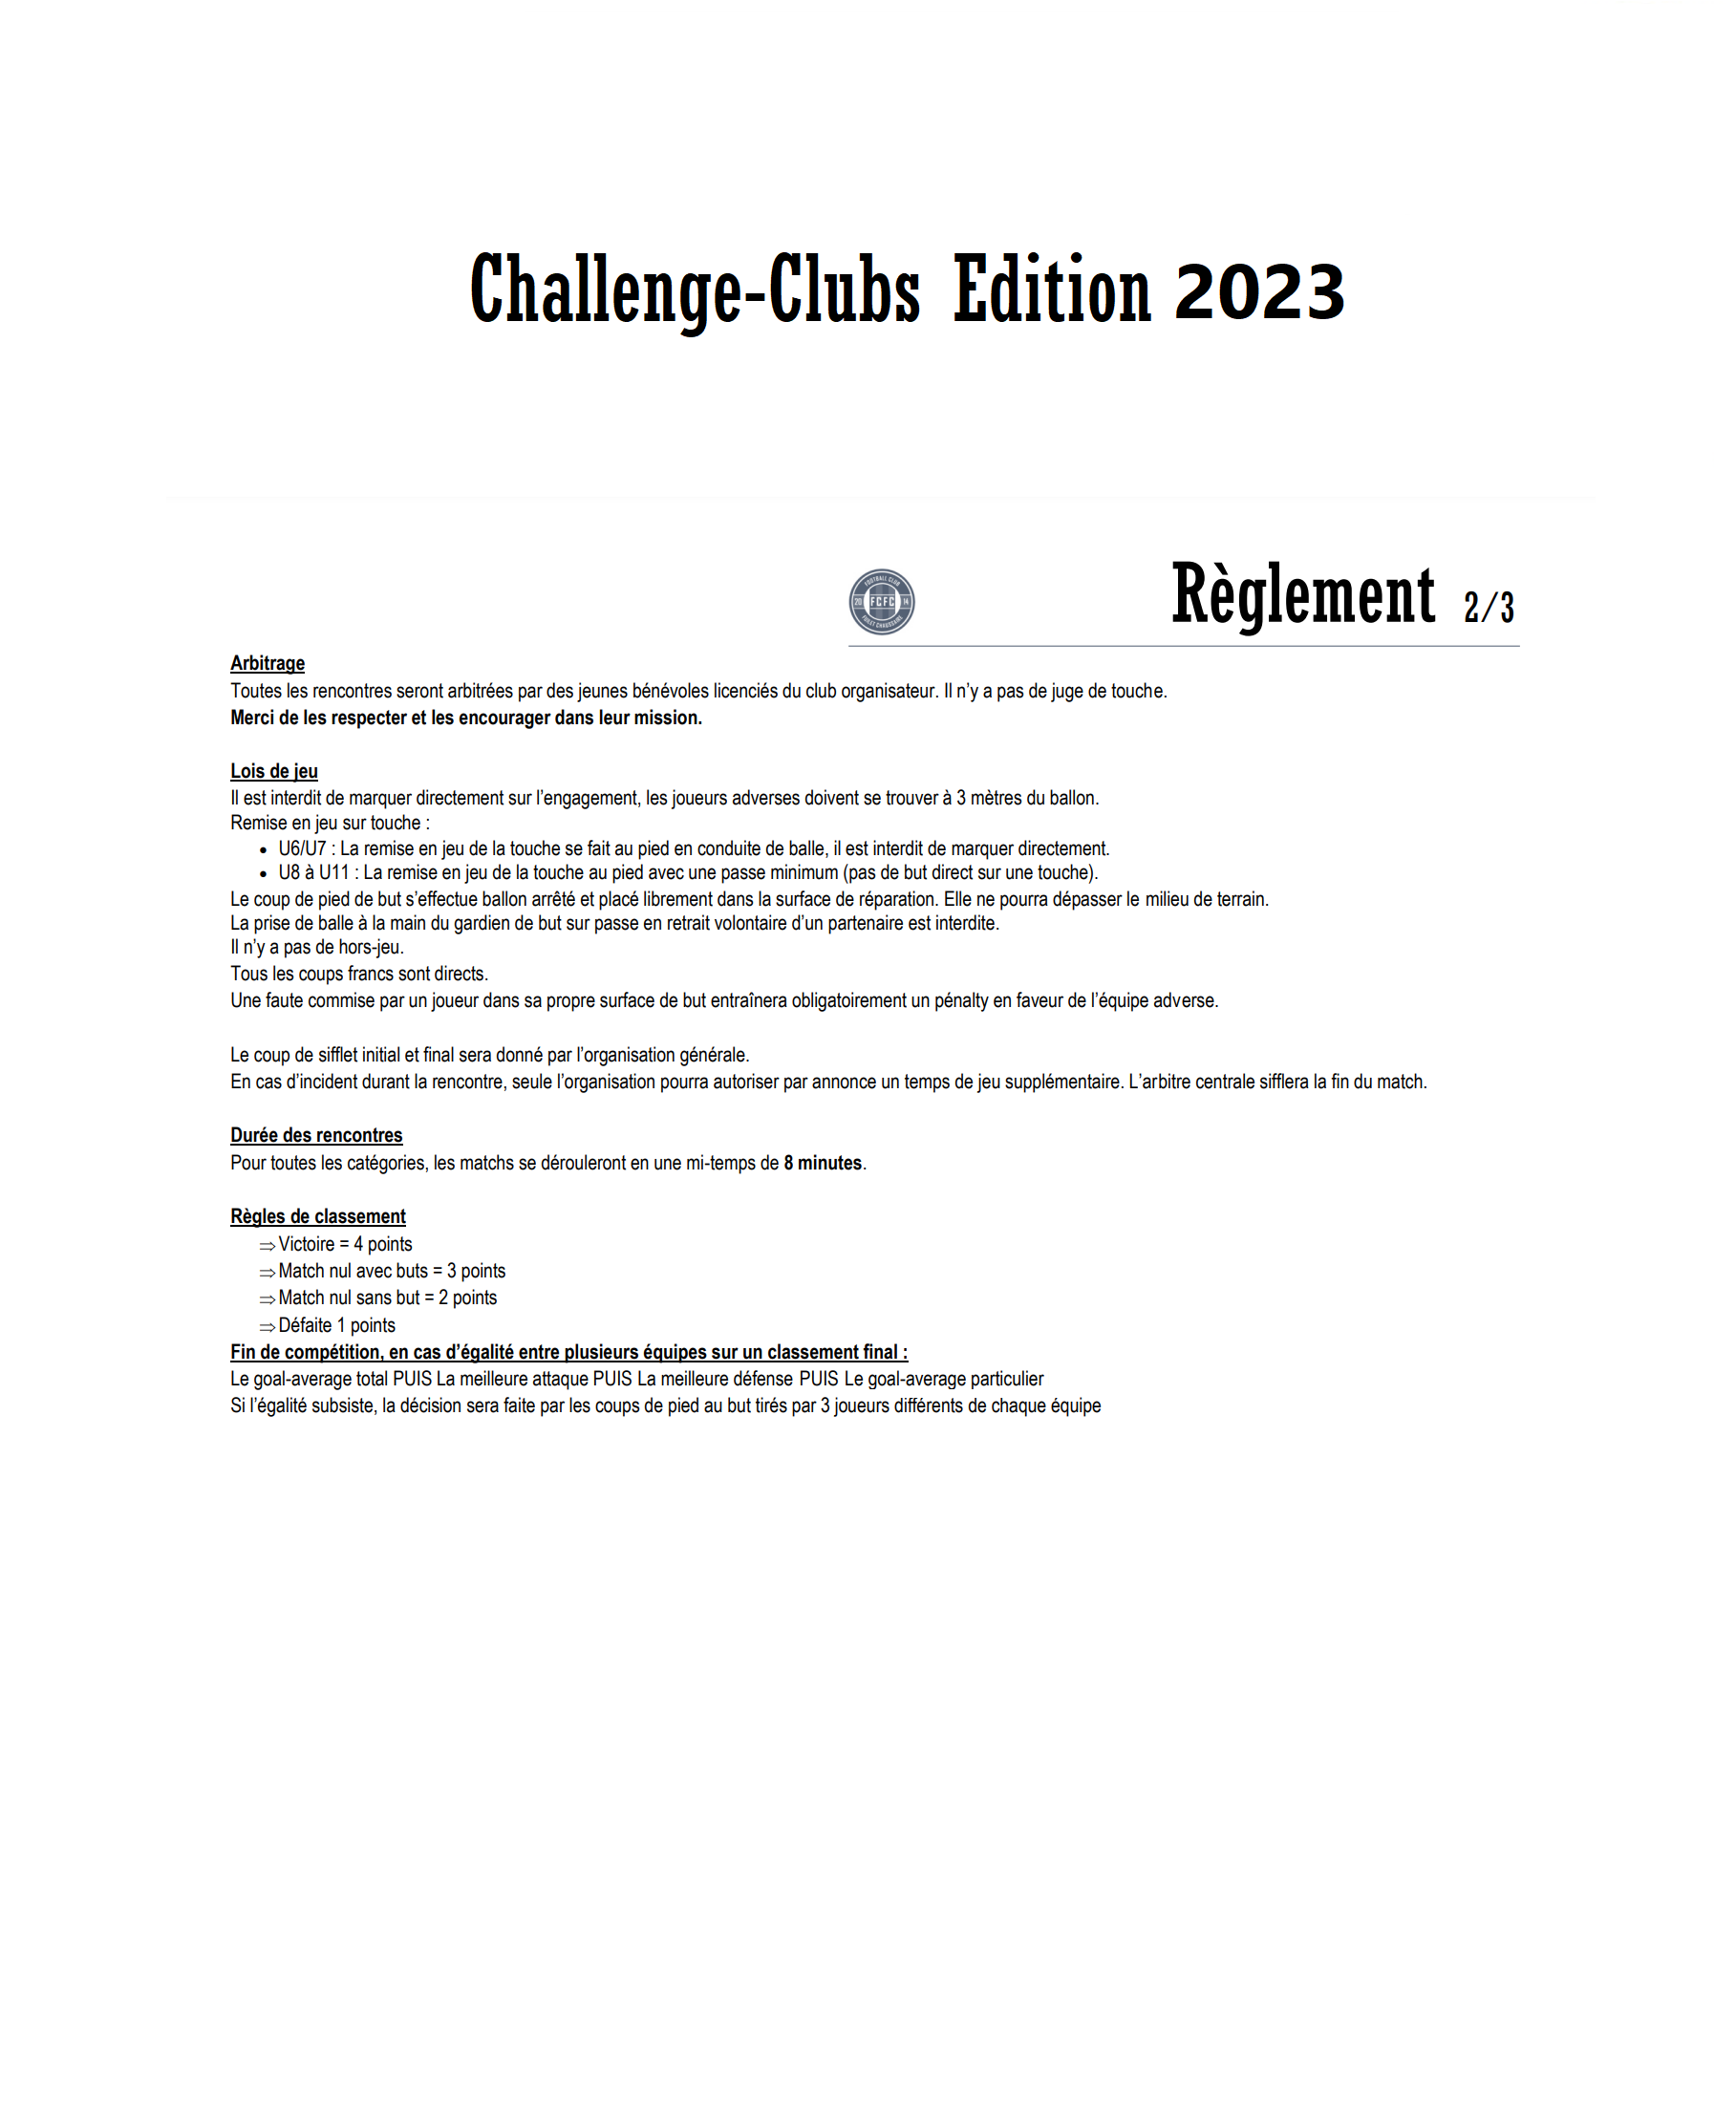 Challenge-Clubs Edition 2023
FOOTBALL CLUB
20 FCFC 14
Règlement 2/3
Arbitrage
Toutes les rencontres seront arbitrées par des jeunes bénévoles licenciés du club organisateur. Il n’y a pas de juge de touche.
Merci de les respecter et les encourager dans leur mission.
Lois de jeu
Il est interdit de marquer directement sur l’engagement, les joueurs adverses doivent se trouver à 3 mètres du ballon.
Remise en jeu sur touche :
• U6/U7 : La remise en jeu de la touche se fait au pied en conduite de balle, il est interdit de marquer directement.
• U8 à U11 : La remise en jeu de la touche au pied avec une passe minimum (pas de but direct sur une touche).
Le coup de pied de but s’effectue ballon arrêté et placé librement dans la surface de réparation. Elle ne pourra dépasser le milieu de terrain.
La prise de balle à la main du gardien de but sur passe en retrait volontaire d’un partenaire est interdite.
Il n’y a pas de hors-jeu.
Tous les coups francs sont directs.
Une faute commise par un joueur dans sa propre surface de but entraînera obligatoirement un pénalty en faveur de l’équipe adverse.
Le coup de sifflet initial et final sera donné par l’organisation générale.
En cas d’incident durant la rencontre, seule l’organisation pourra autoriser par annonce un temps de jeu supplémentaire. L’arbitre centrale sifflera la fin du match.
Durée des rencontres
Pour toutes les catégories, les matchs se dérouleront en une mi-temps de 8 minutes.
Règles de classement
⇒ Victoire = 4 points
⇒ Match nul avec buts = 3 points
⇒ Match nul sans but = 2 points
⇒ Défaite 1 points
Fin de compétition, en cas d’égalité entre plusieurs équipes sur un classement final :
Le goal-average total PUIS La meilleure attaque PUIS La meilleure défense PUIS Le goal-average particulier
Si l’égalité subsiste, la décision sera faite par les coups de pied au but tirés par 3 joueurs différents de chaque équipe